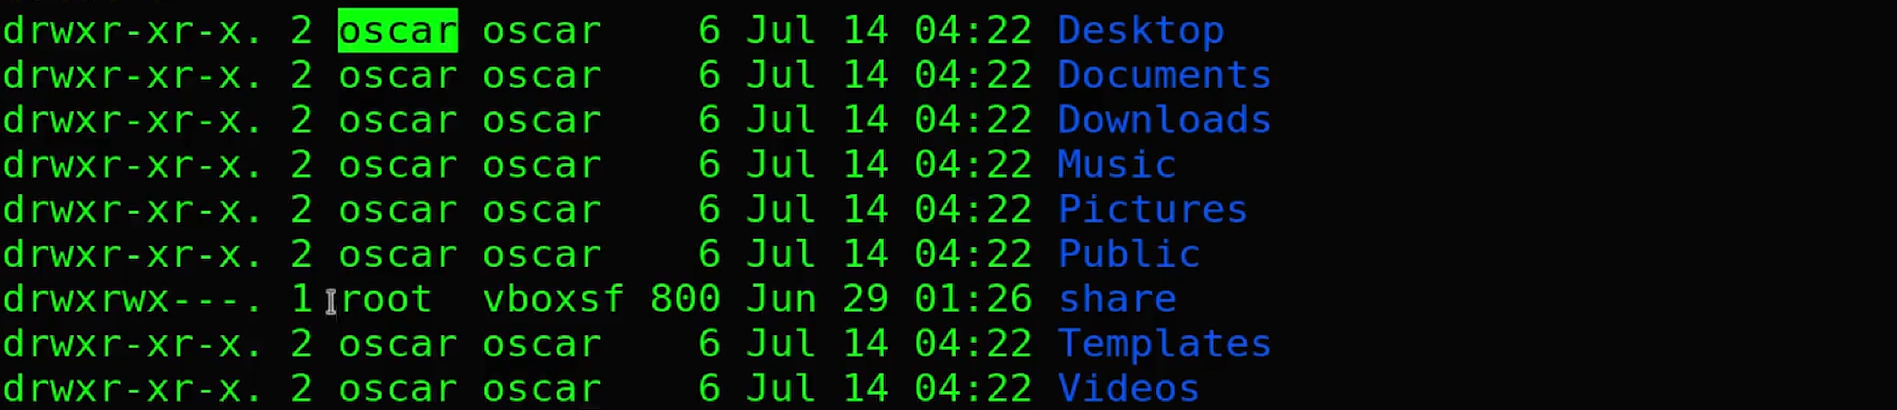 drwxr-xr-x. 2 oscar oscar    6 Jul 14 04:22 Desktop
drwxr-xr-x. 2 oscar oscar    6 Jul 14 04:22 Documents
drwxr-xr-x. 2 oscar oscar    6 Jul 14 04:22 Downloads
drwxr-xr-x. 2 oscar oscar    6 Jul 14 04:22 Music
drwxr-xr-x. 2 oscar oscar    6 Jul 14 04:22 Pictures
drwxr-xr-x. 2 oscar oscar    6 Jul 14 04:22 Public
drwxrwx---. 1 root  vboxsf 800 Jun 29 01:26 share
drwxr-xr-x. 2 oscar oscar    6 Jul 14 04:22 Templates
drwxr-xr-x. 2 oscar oscar    6 Jul 14 04:22 Videos